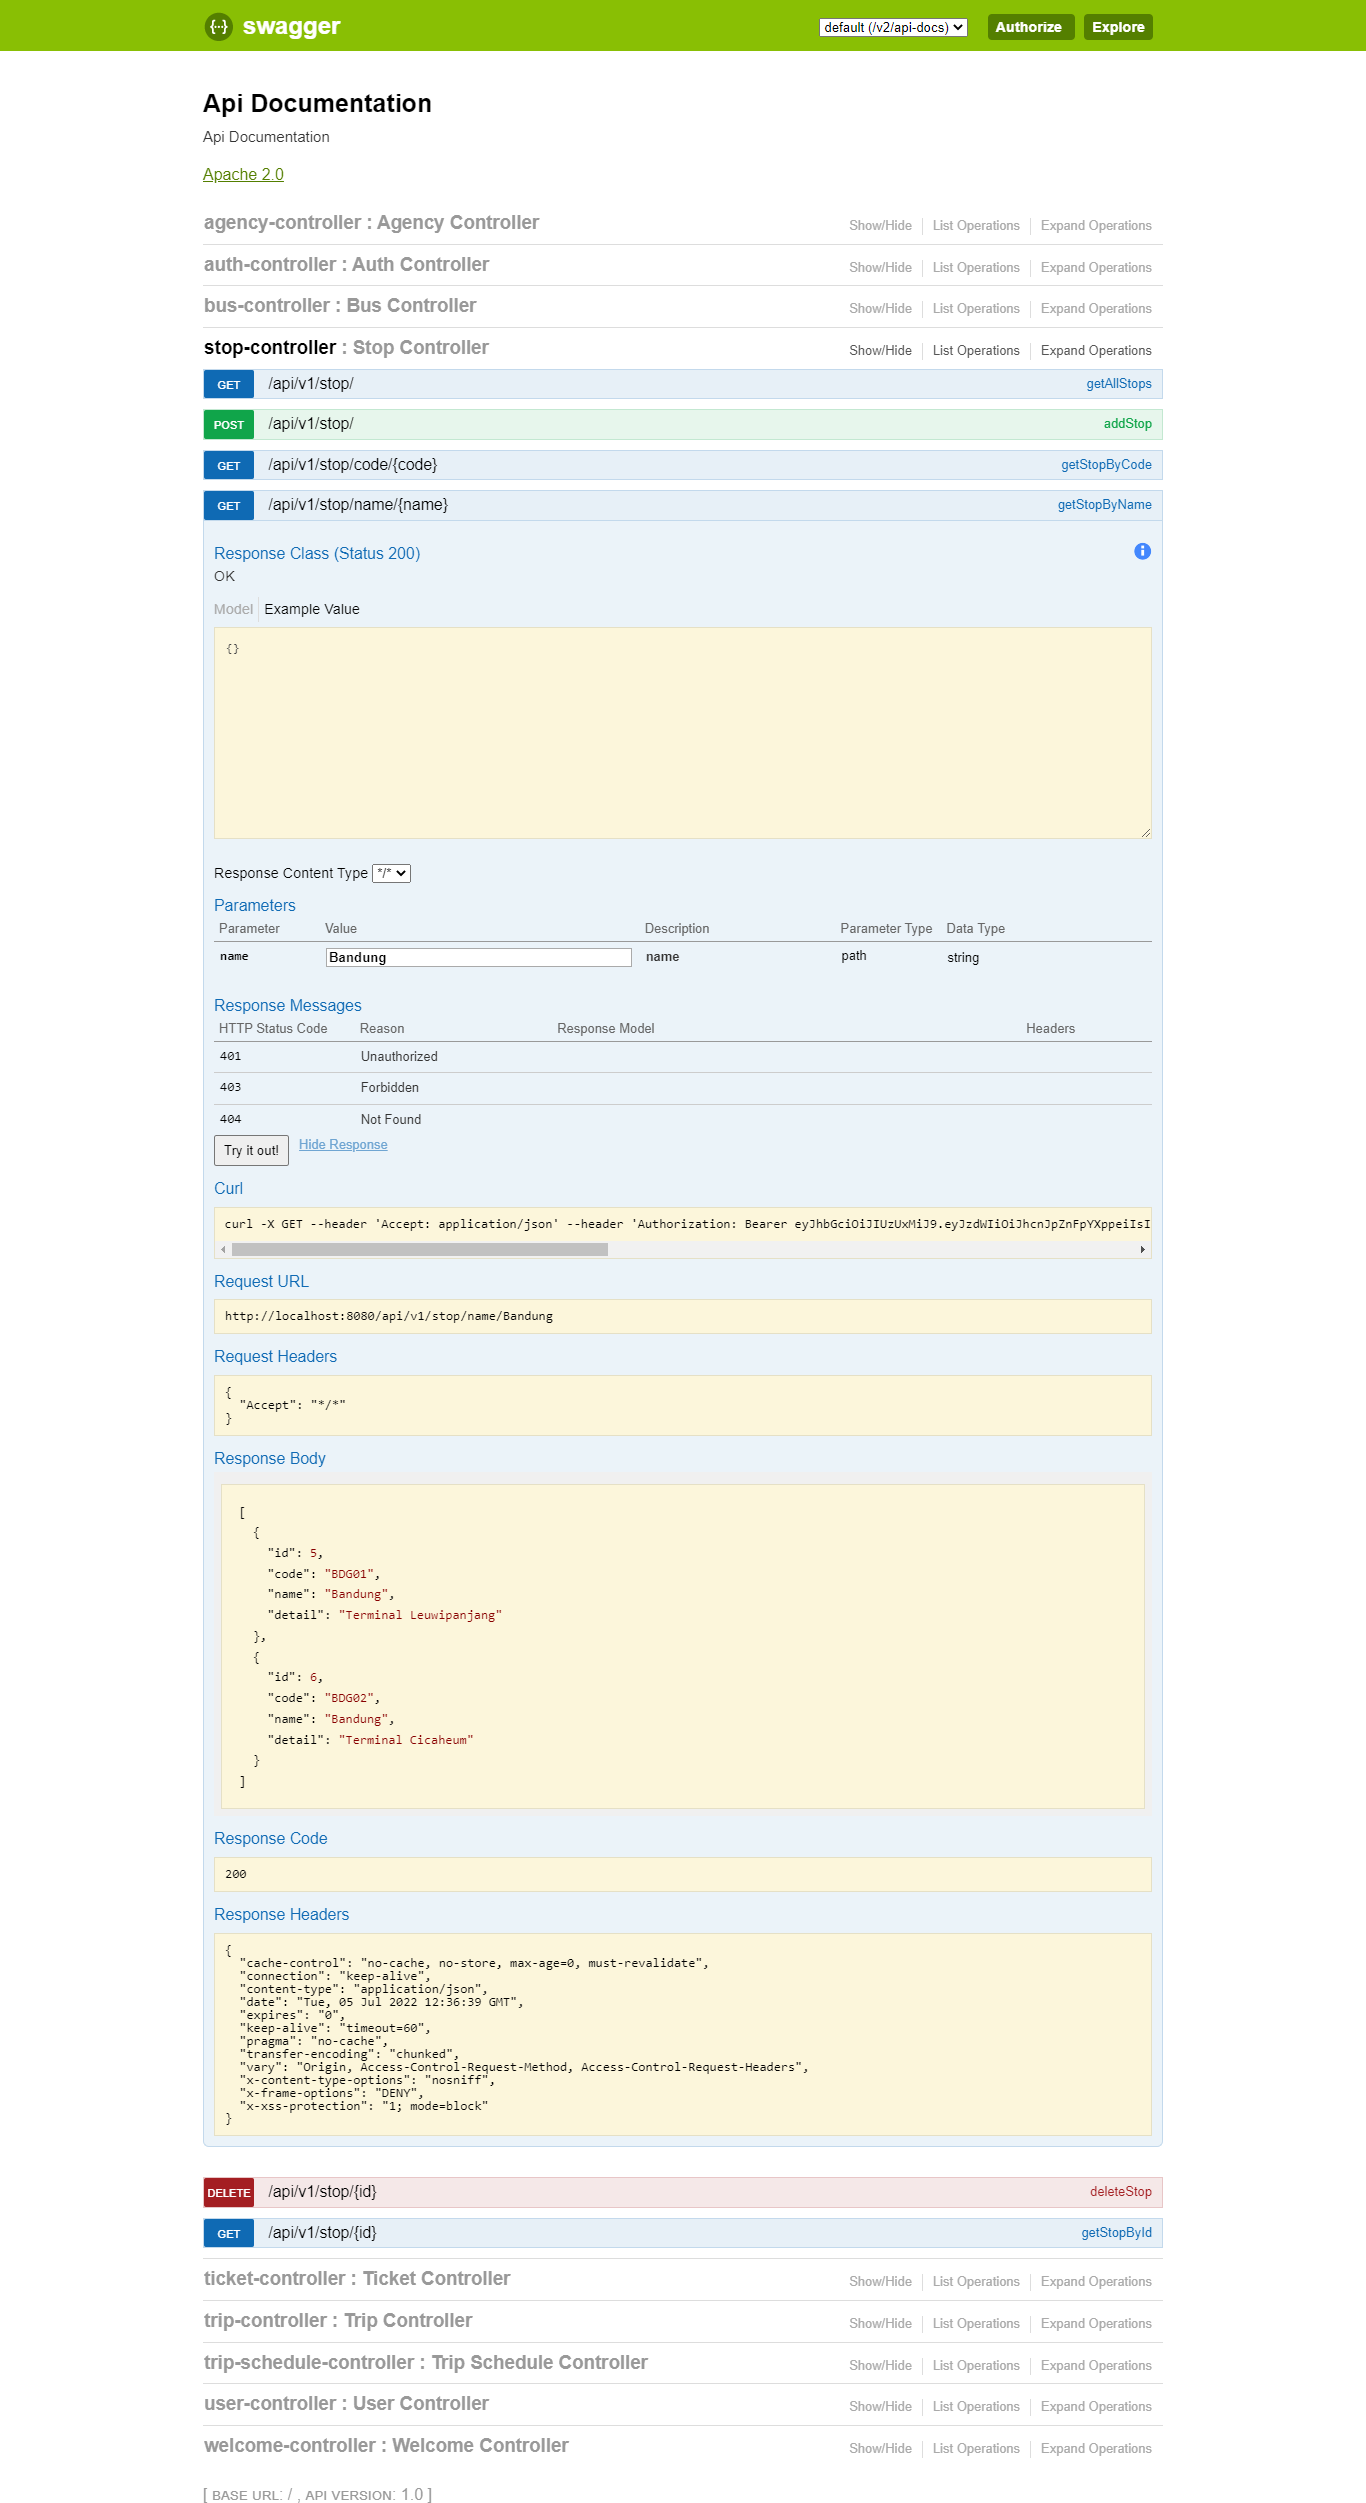 swagger
default (/v2/api-docs)
Authorize
Explore
Api Documentation
Api Documentation
Apache 2.0
agency-controller : Agency Controller Show/Hide List Operations Expand Operations
auth-controller : Auth Controller Show/Hide List Operations Expand Operations
bus-controller : Bus Controller Show/Hide List Operations Expand Operations
stop-controller : Stop Controller Show/Hide List Operations Expand Operations
GET /api/v1/stop/ getAllStops
POST /api/v1/stop/ addStop
GET /api/v1/stop/code/{code} getStopByCode
GET /api/v1/stop/name/{name} getStopByName
Response Class (Status 200)
OK
Model Example Value
{}
Response Content Type */*
Parameters
Parameter Value Description Parameter Type Data Type
name Bandung name path string
Response Messages
HTTP Status Code Reason Response Model Headers
401 Unauthorized
403 Forbidden
404 Not Found
Try it out! Hide Response
Curl
curl -X GET --header 'Accept: application/json' --header 'Authorization: Bearer eyJhbGciOiJIUzUxMiJ9.eyJzdWIiOiJhcnJpZnFpYXppeiIsI
Request URL
http://localhost:8080/api/v1/stop/name/Bandung
Request Headers
{
"Accept": "*/*"
}
Response Body
[
{
"id": 5,
"code": "BDG01",
"name": "Bandung",
"detail": "Terminal Leuwipanjang"
},
{
"id": 6,
"code": "BDG02",
"name": "Bandung",
"detail": "Terminal Cicaheum"
}
]
Response Code
200
Response Headers
{
"cache-control": "no-cache, no-store, max-age=0, must-revalidate",
"connection": "keep-alive",
"content-type": "application/json",
"date": "Tue, 05 Jul 2022 12:36:39 GMT",
"expires": "0",
"keep-alive": "timeout=60",
"pragma": "no-cache",
"transfer-encoding": "chunked",
"vary": "Origin, Access-Control-Request-Method, Access-Control-Request-Headers",
"x-content-type-options": "nosniff",
"x-frame-options": "DENY",
"x-xss-protection": "1; mode=block"
}
DELETE /api/v1/stop/{id} deleteStop
GET /api/v1/stop/{id} getStopById
ticket-controller : Ticket Controller Show/Hide List Operations Expand Operations
trip-controller : Trip Controller Show/Hide List Operations Expand Operations
trip-schedule-controller : Trip Schedule Controller Show/Hide List Operations Expand Operations
user-controller : User Controller Show/Hide List Operations Expand Operations
welcome-controller : Welcome Controller Show/Hide List Operations Expand Operations
[ BASE URL: / , API VERSION: 1.0 ]